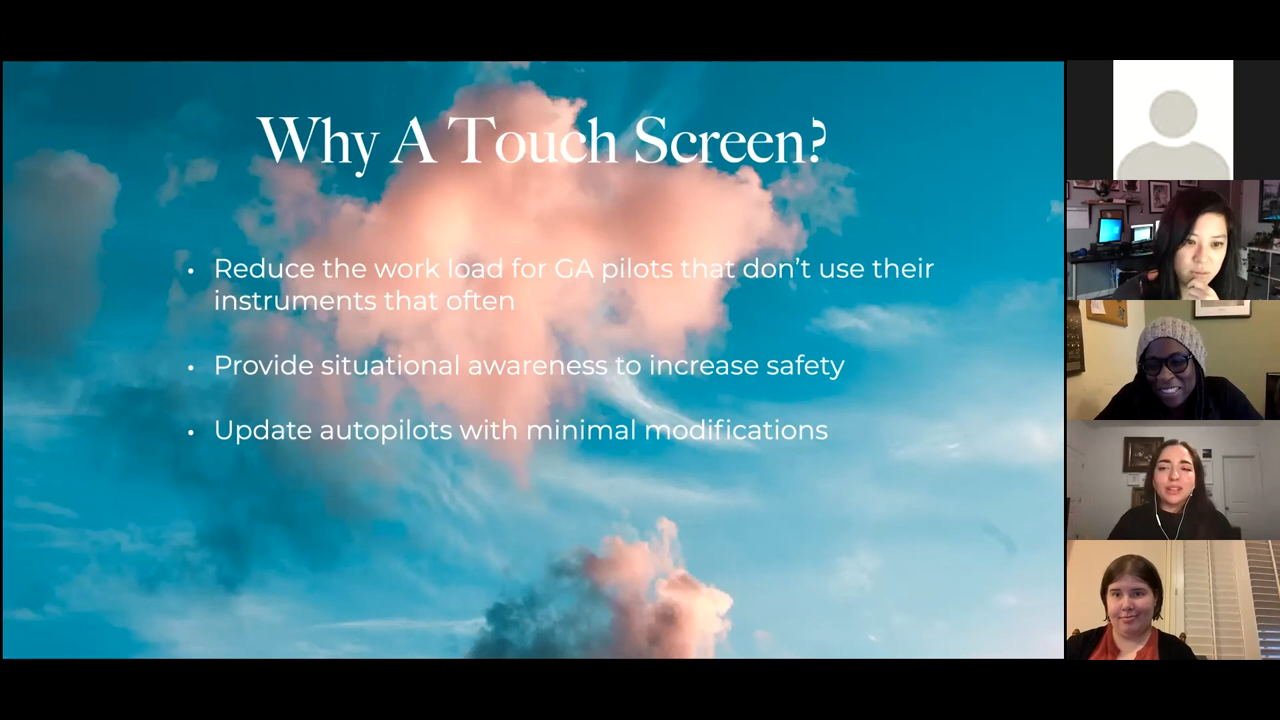 Why A Touch Screen?
• Reduce the work load for GA pilots that don’t use their
instruments that often
• Provide situational awareness to increase safety
• Update autopilots with minimal modifications